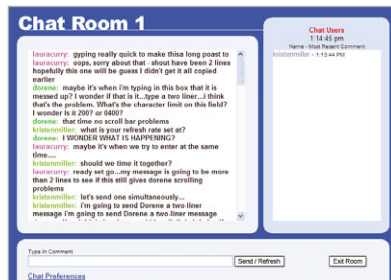 Chat Room 1
Chat Users
1:14:45 pm
Name - Most Recent Comment
kristenmiller - 1:13:44 PM
lauracurry: gyping really quick to make thisa long poast to
lauracurry: oops, sorry about that - shout have been 2 lines
hopefully this one will be guess I didn't get it all copied
earlier
dorene: maybe it's when i'm typing in this box that it is
messed up? I wonder if that is it...type a two liner...i think
that's the problem. What's the character limit on this field?
I wonder Is it 200? or 0400?
dorene: that time no scroll bar problems
kristenmiller: what is your refresh rate set at?
dorene: I WONDER WHAT IS HAPPENING?
lauracurry: maybe it's when we try to enter at the same
time....
kristenmiller: should we time it together?
lauracurry: ready set go...my message is going to be more
than 2 lines to see if this still gives dorene scrolling
problems
kristenmiller: let's send one simultaneously...
kristenmiller: i'm going to send Dorene a two-liner
message i'm going to send Dorene a two-liner message
Type In Comment
Send / Refresh
Exit Room
Chat Preferences